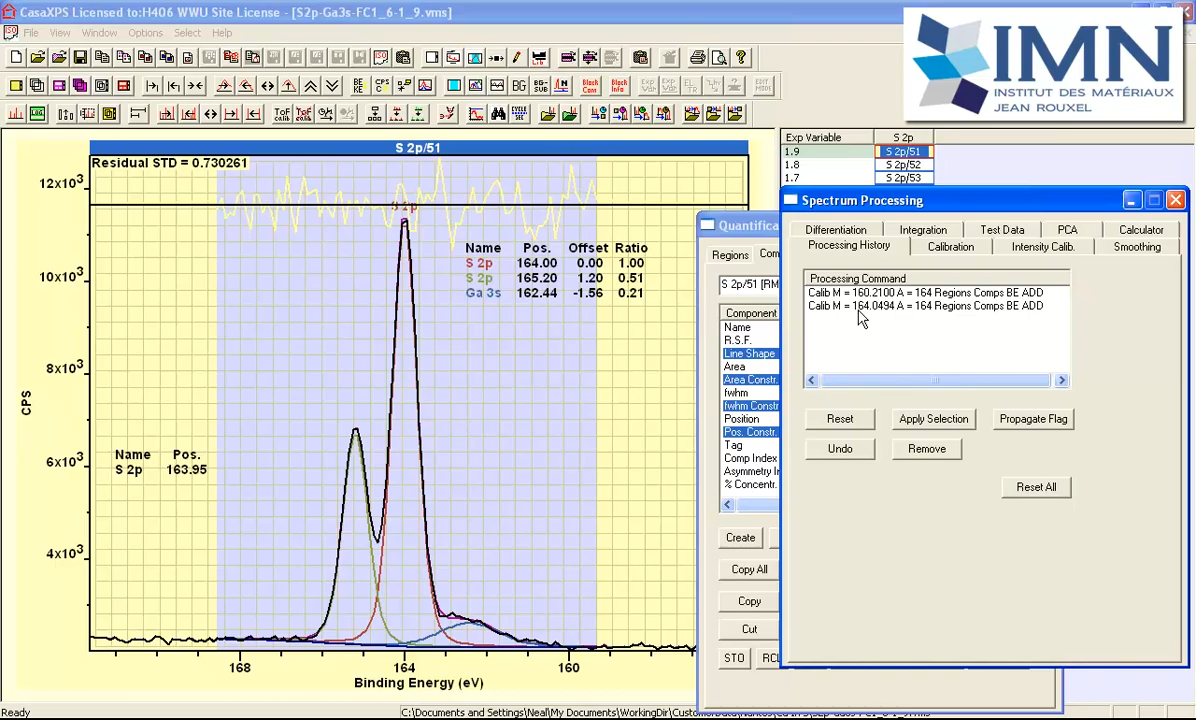 CasaXPS Licensed to:H406 WWU Site License - [S2p-Ga3s-FC1_6-1_9.vms]
File View Window Options Select Help
IMN
INSTITUT DES MATÉRIAUX
JEAN ROUXEL
S 2p/51
Residual STD = 0.730261
12x10³
10x10³
8x10³
6x10³
4x10³
CPS
S 2p
Name Pos. Offset Ratio
S 2p 164.00 0.00 1.00
S 2p 165.20 1.20 0.51
Ga 3s 162.44 -1.56 0.21
Name Pos.
S 2p 163.95
168 164 160
Binding Energy (eV)
Exp Variable S 2p
1.9 S 2p/51
1.8 S 2p/52
1.7 S 2p/53
Quantifica
Regions Com
S 2p/51 [RM
Component
Name
R.S.F.
Line Shape
Area
Area Constr.
fwhm
fwhm Constr
Position
Pos. Constr.
Tag
Comp Index
Asymmetry I
% Concentr.
Create
Copy All
Copy
Cut
STO RCL
Spectrum Processing
Differentiation Integration Test Data PCA Calculator
Processing History Calibration Intensity Calib. Smoothing
Processing Command
Calib M = 160.2100 A = 164 Regions Comps BE ADD
Calib M = 164.0494 A = 164 Regions Comps BE ADD
Reset Apply Selection Propagate Flag
Undo Remove
Reset All
Ready